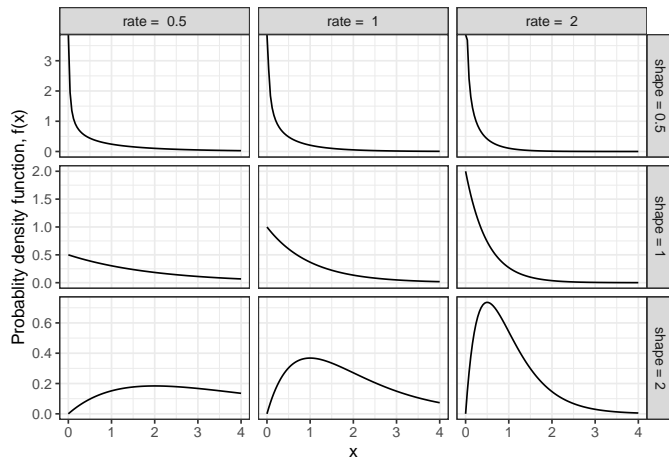 rate = 0.5 rate = 1 rate = 2
Probablity density function, f(x)
3
2
1
0
shape = 0.5
2.0
1.5
1.0
0.5
0.0
shape = 1
0.6
0.4
0.2
0.0
shape = 2
0 1 2 3 4 0 1 2 3 4 0 1 2 3 4
x